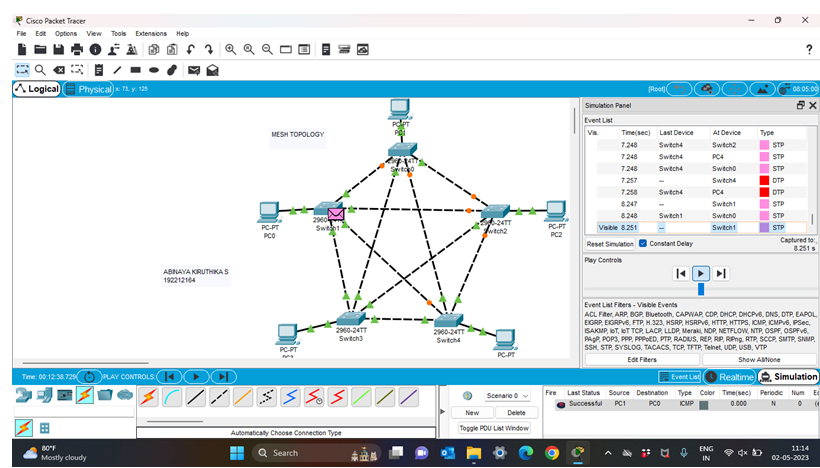 Cisco Packet Tracer
File Edit Options View Tools Extensions Help
?
Logical Physical x: 73, y: 125 [Root] 08:05:00
MESH TOPOLOGY
PC-PT
PC1
2960-24TT
Switch0
PC-PT
PC0
Switch1
2960-24TT
Switch2
PC-PT
PC2
ABINAYA KIRUTHIKA S
192212164
2960-24TT
Switch3
2960-24TT
Switch4
PC-PT
PC3
PC-PT
Simulation Panel
Event List
Vis. Time(sec) Last Device At Device Type
7.248 Switch4 Switch2 STP
7.248 Switch4 PC4 STP
7.248 Switch4 Switch0 STP
7.257 -- Switch4 DTP
7.258 Switch4 PC4 DTP
8.247 -- Switch1 STP
8.248 Switch1 Switch0 STP
Visible 8.251 -- Switch1 STP
Reset Simulation Constant Delay Captured to:
8.251 s
Play Controls
Event List Filters - Visible Events
ACL Filter, ARP, BGP, Bluetooth, CAPWAP, CDP, DHCP, DHCPv6, DNS, DTP, EAPOL,
EIGRP, EIGRPv6, FTP, H.323, HSRP, HSRPv6, HTTP, HTTPS, ICMP, ICMPv6, IPSec,
ISAKMP, IoT, IoT TCP, LACP, LLDP, Meraki, NDP, NETFLOW, NTP, OSPF, OSPFv6,
PAgP, POP3, PPP, PPPoED, PTP, RADIUS, REP, RIP, RIPng, RTP, SCCP, SMTP, SNMP,
SSH, STP, SYSLOG, TACACS, TCP, TFTP, Telnet, UDP, USB, VTP
Edit Filters Show All/None
Time: 00:12:38.729 PLAY CONTROLS: Event List Realtime Simulation
Automatically Choose Connection Type
Scenario 0
New Delete
Toggle PDU List Window
Fire Last Status Source Destination Type Color Time(sec) Periodic Num
Successful PC1 PC0 ICMP 0.000 N 0
80°F
Mostly cloudy
Search
ENG
IN
11:14
02-05-2023